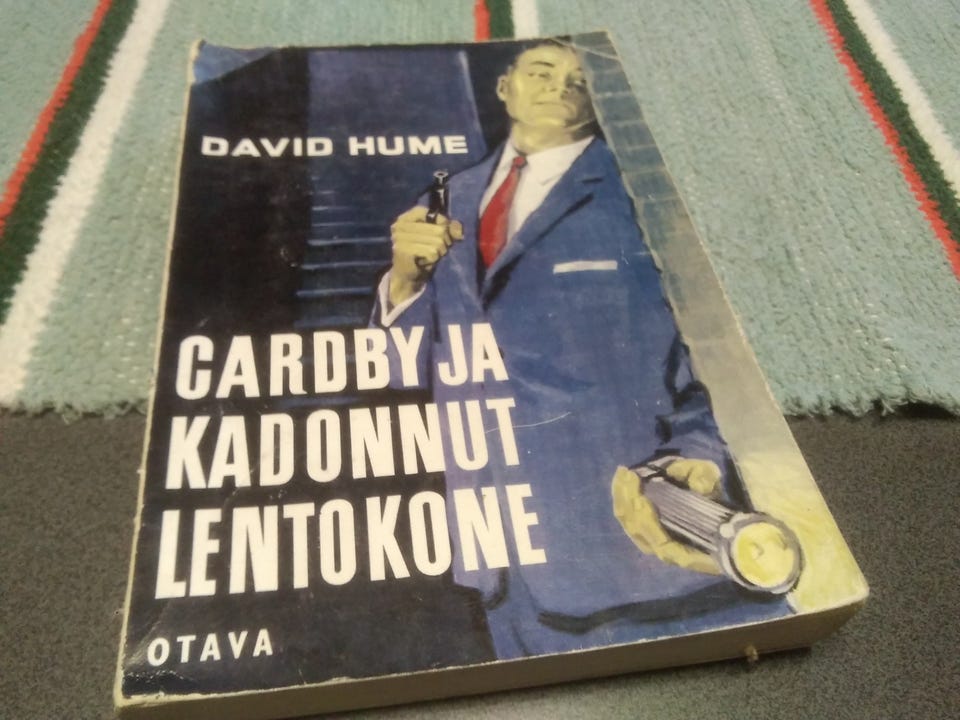 DAVID HUME
CARDBY JA
KADONNUT
LENTOKONE
OTAVA